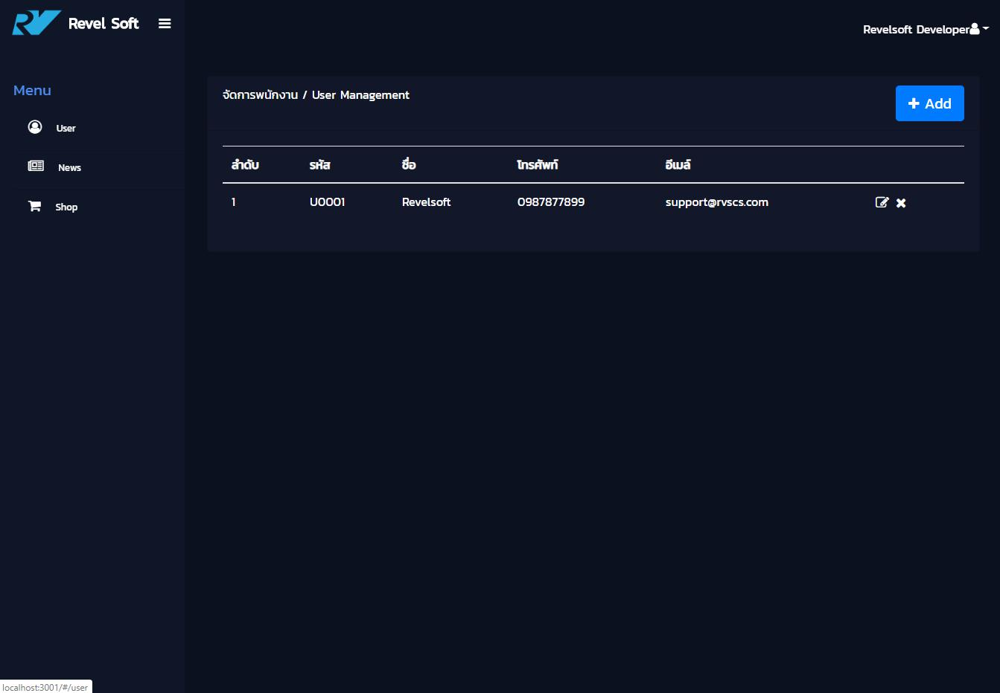 RV Revel Soft
Revelsoft Developer
Menu
User
News
Shop
จัดการพนักงาน / User Management
Add
ลำดับ รหัส ชื่อ โทรศัพท์ อีเมล์
1 U0001 Revelsoft 0987877899 support@rvscs.com
localhost:3001/#/user